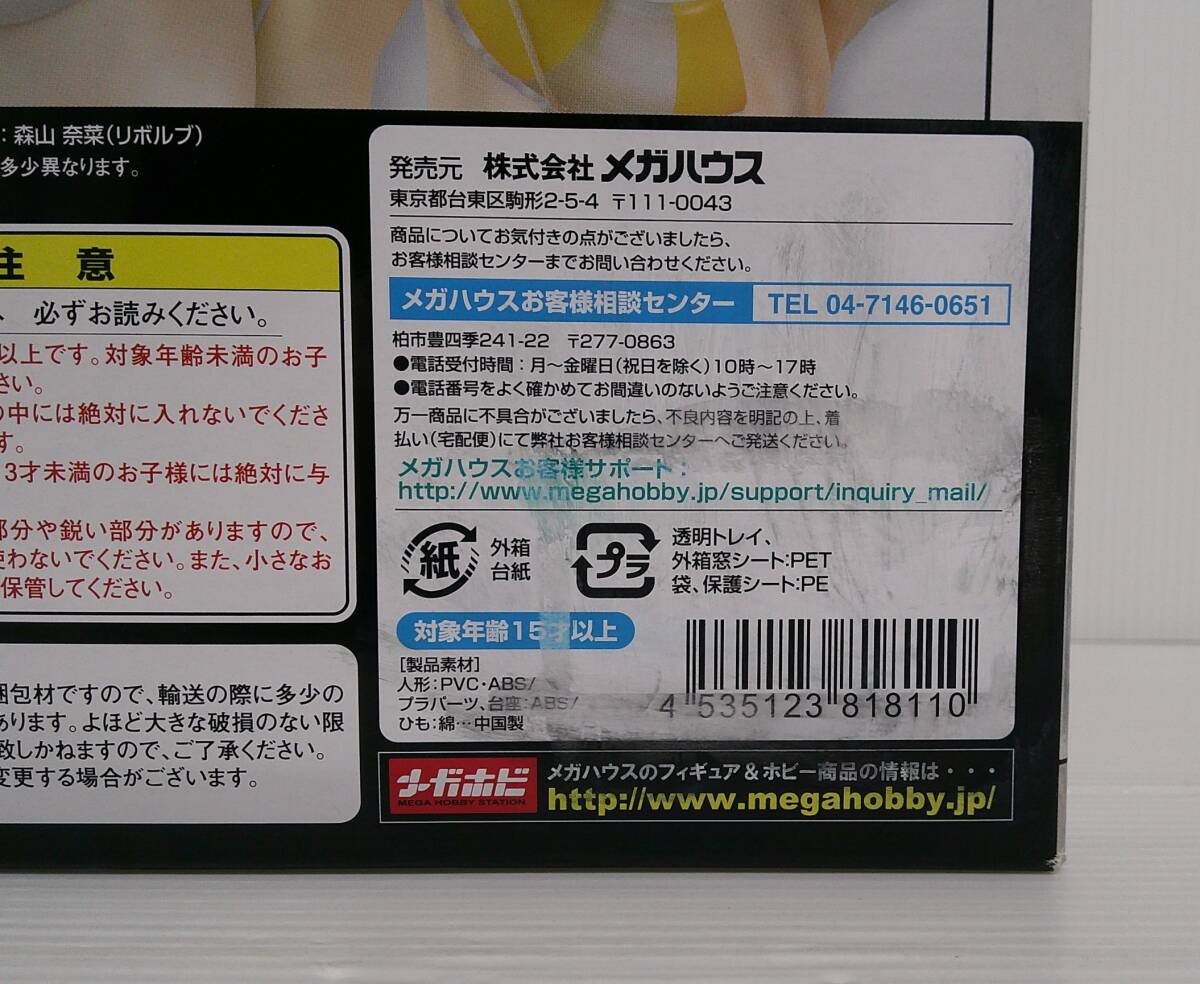 : 森山 奈菜(リボルブ)
多少異なります。
注 意
、 必ずお読みください。
以上です。対象年齢未満のお子
さい。
の中には絶対に入れないでくださ
す。
3才未満のお子様には絶対に与
部分や鋭い部分がありますので、
使わないでください。また、小さなお
保管してください。
梱包材ですので、輸送の際に多少の
あります。よほど大きな破損のない限
致しかねますので、ご了承ください。
変更する場合がございます。
発売元 株式会社 メガハウス
東京都台東区駒形2-5-4 〒111-0043
商品についてお気付きの点がございましたら、
お客様相談センターまでお問い合わせください。
メガハウスお客様相談センター TEL 04-7146-0651
柏市豊四季241-22 〒277-0863
●電話受付時間:月〜金曜日(祝日を除く)10時〜17時
●電話番号をよく確かめてお間違いのないようご注意ください。
万一商品に不具合がございましたら、不良内容を明記の上、着
払い(宅配便)にて弊社お客様相談センターへご発送ください。
メガハウスお客様サポート:
http://www.megahobby.jp/support/inquiry_mail/
紙 外箱
台紙
プラ 透明トレイ、
外箱窓シート:PET
袋、保護シート:PE
対象年齢15才以上
[製品素材]
人形:PVC・ABS/
プラパーツ、台座:ABS/
ひも:綿…中国製
4 535123 818110
メガホビ MEGA HOBBY STATION
メガハウスのフィギュア&ホビー商品の情報は・・・
http://www.megahobby.jp/